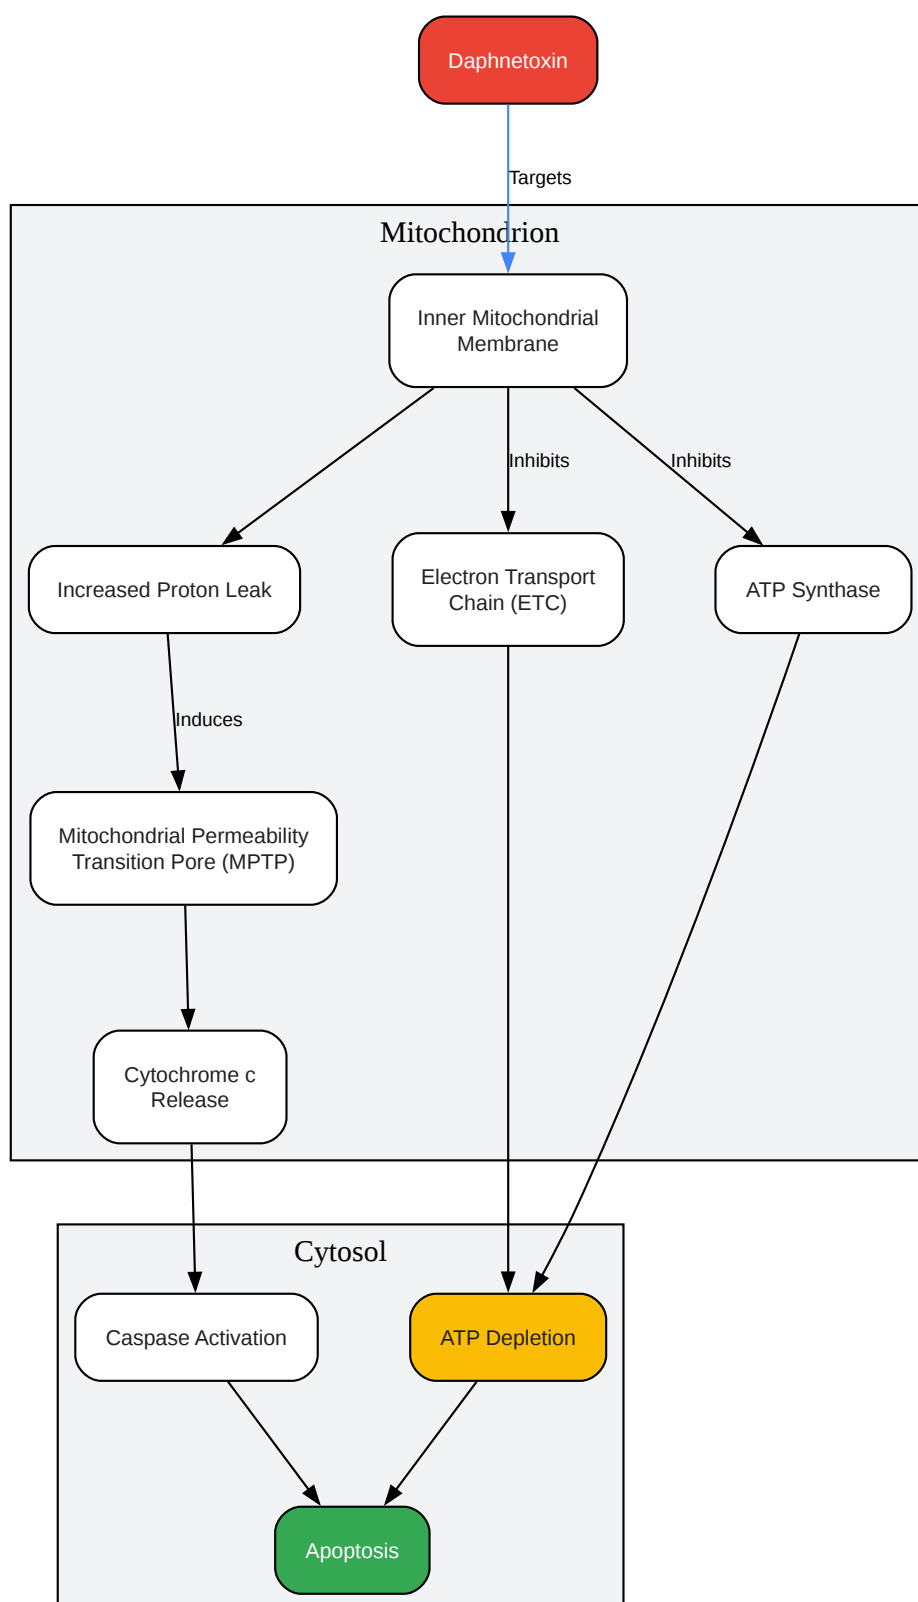 Daphnetoxin
Targets
Mitochondrion
Inner Mitochondrial
Membrane
Inhibits
Inhibits
Increased Proton Leak
Electron Transport
Chain (ETC)
ATP Synthase
Induces
Mitochondrial Permeability
Transition Pore (MPTP)
Cytochrome c
Release
Cytosol
Caspase Activation
ATP Depletion
Apoptosis